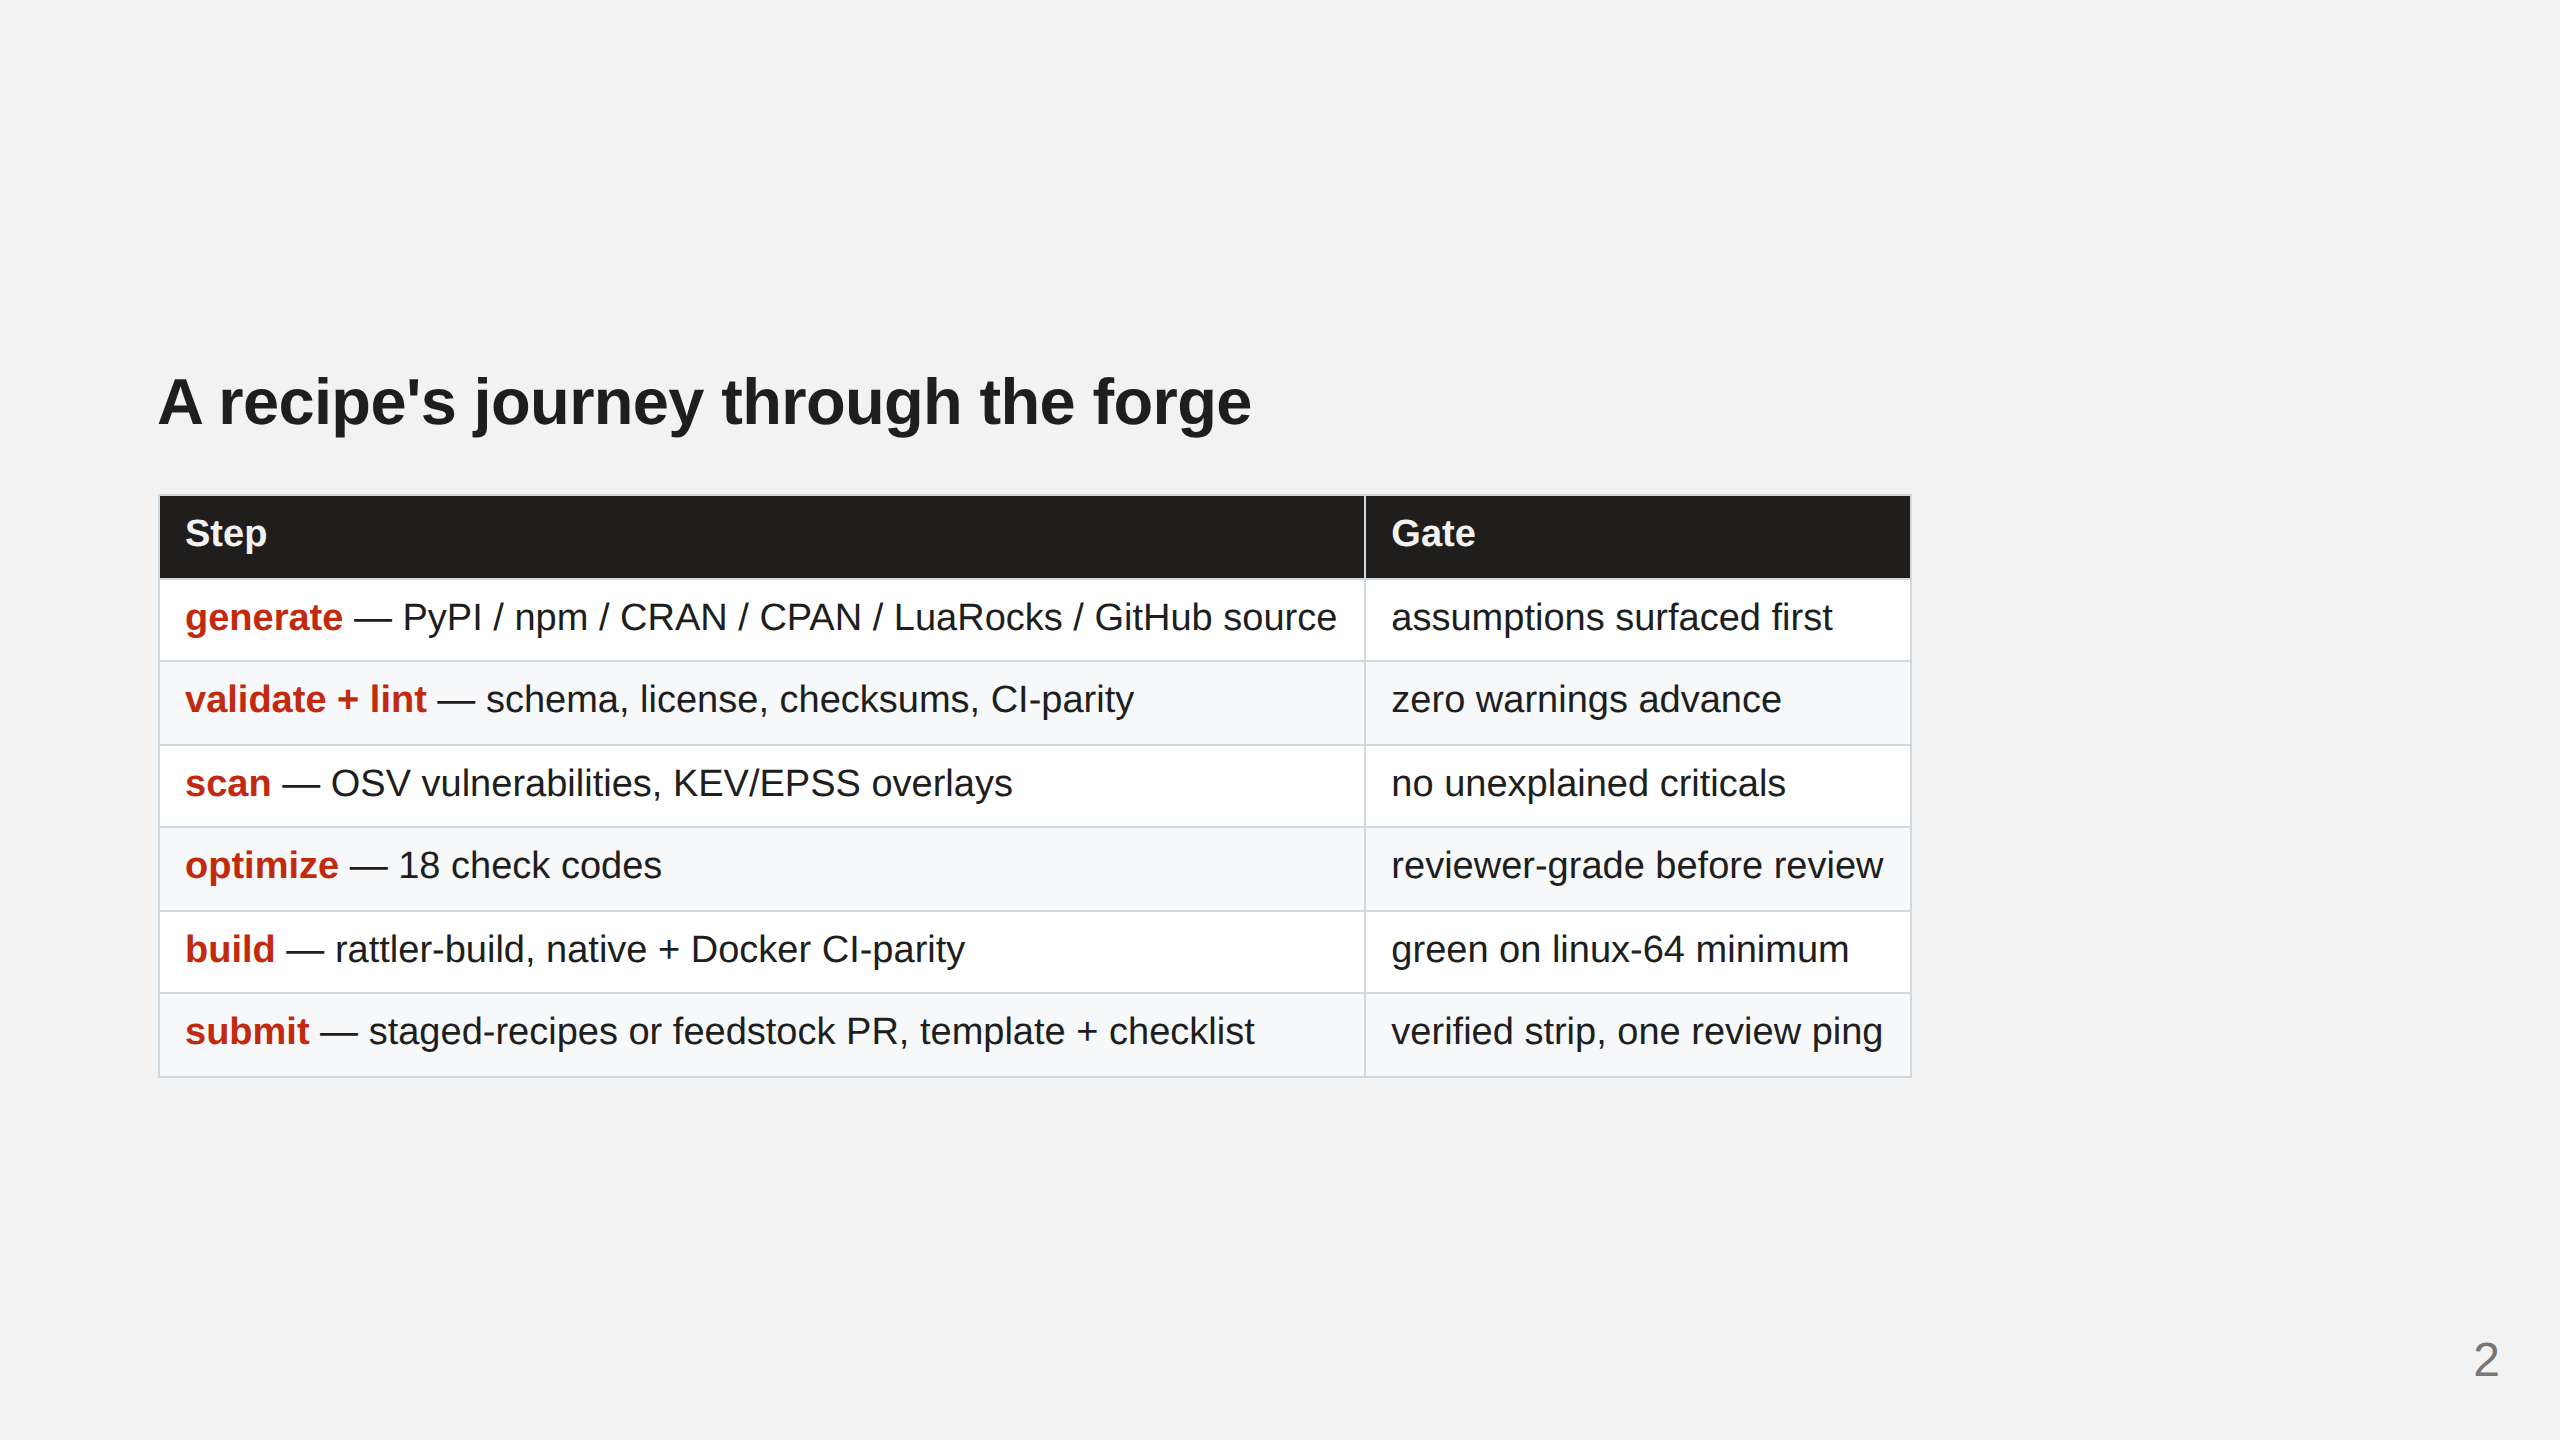 A recipe's journey through the forge
Step Gate
generate — PyPI / npm / CRAN / CPAN / LuaRocks / GitHub source assumptions surfaced first
validate + lint — schema, license, checksums, CI-parity zero warnings advance
scan — OSV vulnerabilities, KEV/EPSS overlays no unexplained criticals
optimize — 18 check codes reviewer-grade before review
build — rattler-build, native + Docker CI-parity green on linux-64 minimum
submit — staged-recipes or feedstock PR, template + checklist verified strip, one review ping
2